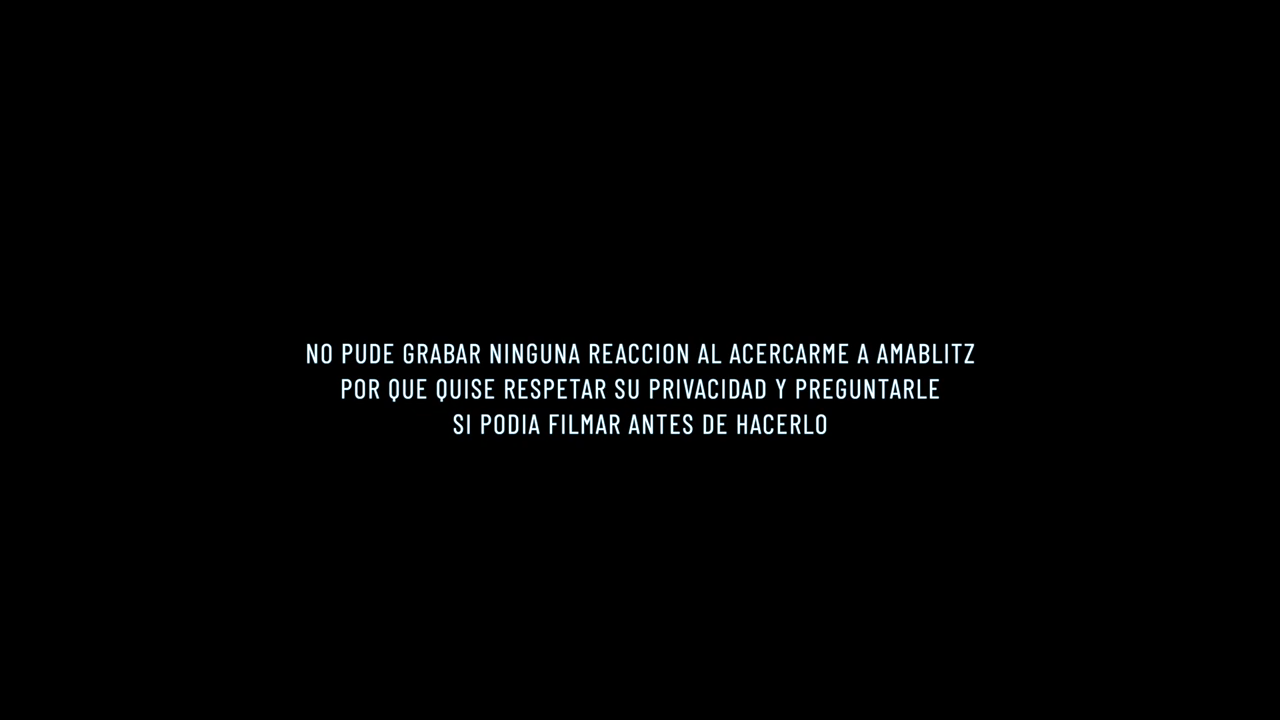 NO PUDE GRABAR NINGUNA REACCION AL ACERCARME A AMABLITZ
POR QUE QUISE RESPETAR SU PRIVACIDAD Y PREGUNTARLE
SI PODIA FILMAR ANTES DE HACERLO